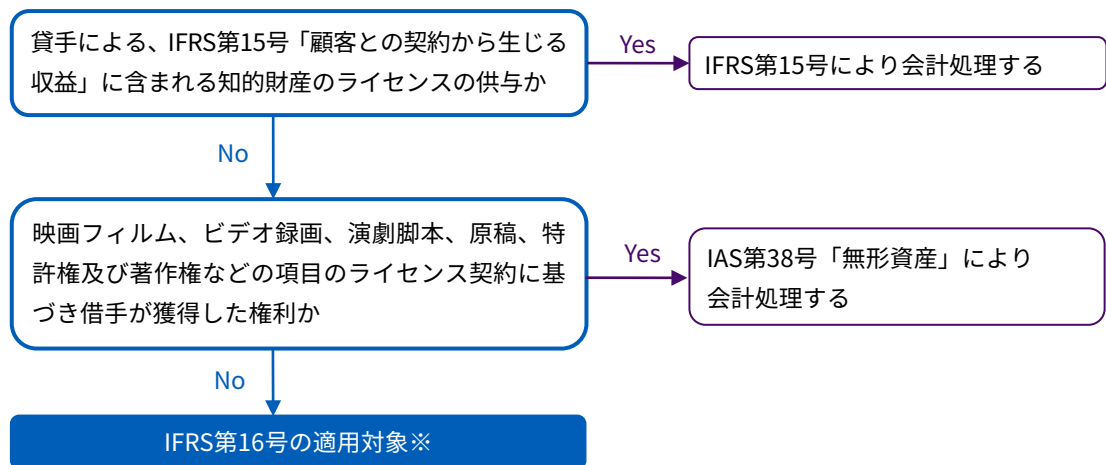 貸手による、IFRS第15号「顧客との契約から生じる
収益」に含まれる知的財産のライセンスの供与か
Yes
IFRS第15号により会計処理する
No
映画フィルム、ビデオ録画、演劇脚本、原稿、特
許権及び著作権などの項目のライセンス契約に基
づき借手が獲得した権利か
Yes
IAS第38号「無形資産」により
会計処理する
No
IFRS第16号の適用対象※